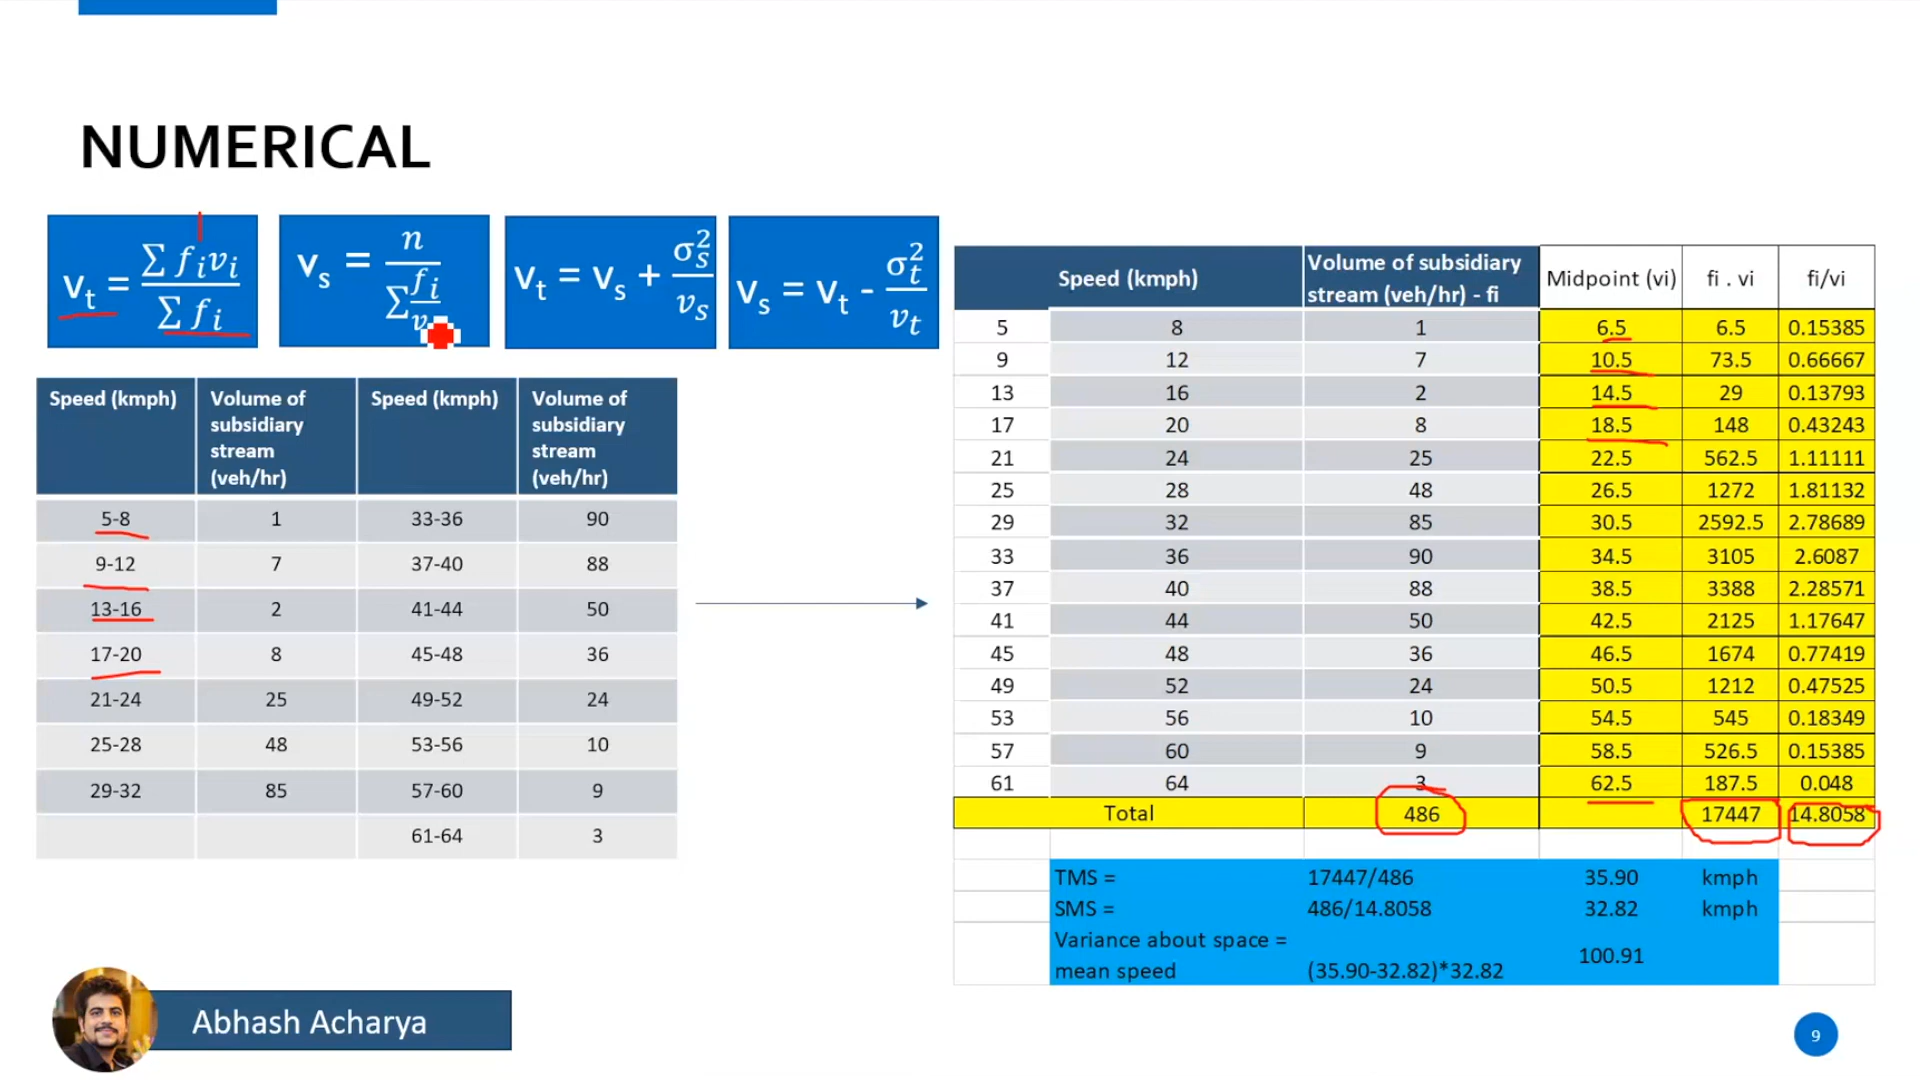 NUMERICAL
vₜ = ∑ fᵢvᵢ / ∑ fᵢ
vₛ = n / ∑ fᵢ/v
vₜ = vₛ + σₛ²/vₛ
vₛ = vₜ - σₜ²/vₜ
Speed (kmph) Volume of subsidiary stream (veh/hr) Speed (kmph) Volume of subsidiary stream (veh/hr)
5-8 1 33-36 90
9-12 7 37-40 88
13-16 2 41-44 50
17-20 8 45-48 36
21-24 25 49-52 24
25-28 48 53-56 10
29-32 85 57-60 9
61-64 3
Speed (kmph) Volume of subsidiary stream (veh/hr) - fi Midpoint (vi) fi . vi fi/vi
5 8 1 6.5 6.5 0.15385
9 12 7 10.5 73.5 0.66667
13 16 2 14.5 29 0.13793
17 20 8 18.5 148 0.43243
21 24 25 22.5 562.5 1.11111
25 28 48 26.5 1272 1.81132
29 32 85 30.5 2592.5 2.78689
33 36 90 34.5 3105 2.6087
37 40 88 38.5 3388 2.28571
41 44 50 42.5 2125 1.17647
45 48 36 46.5 1674 0.77419
49 52 24 50.5 1212 0.47525
53 56 10 54.5 545 0.18349
57 60 9 58.5 526.5 0.15385
61 64 3 62.5 187.5 0.048
Total 486 17447 14.8058
TMS = 17447/486 35.90 kmph
SMS = 486/14.8058 32.82 kmph
Variance about space = 100.91
mean speed (35.90-32.82)*32.82
Abhash Acharya
9